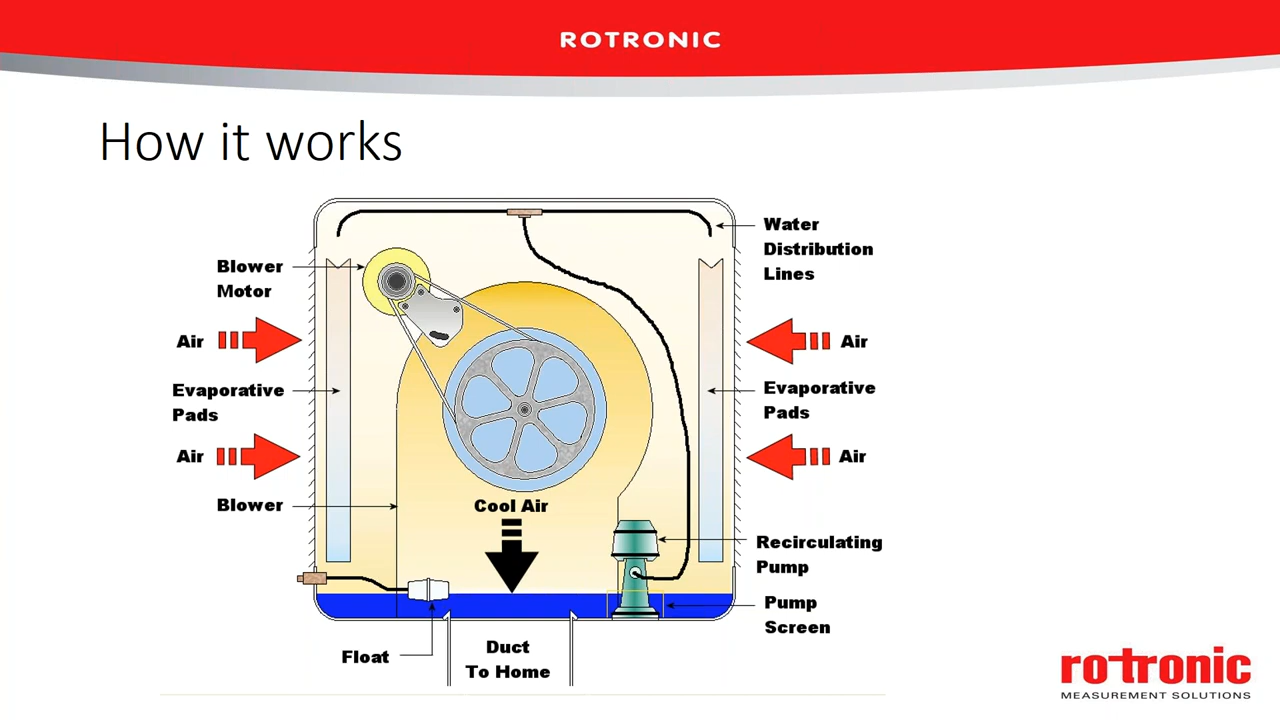 ROTRONIC
How it works
Blower
Motor
Air
Evaporative
Pads
Air
Blower
Float
Cool Air
Duct
To Home
Water
Distribution
Lines
Air
Evaporative
Pads
Air
Recirculating
Pump
Pump
Screen
rotronic
MEASUREMENT SOLUTIONS